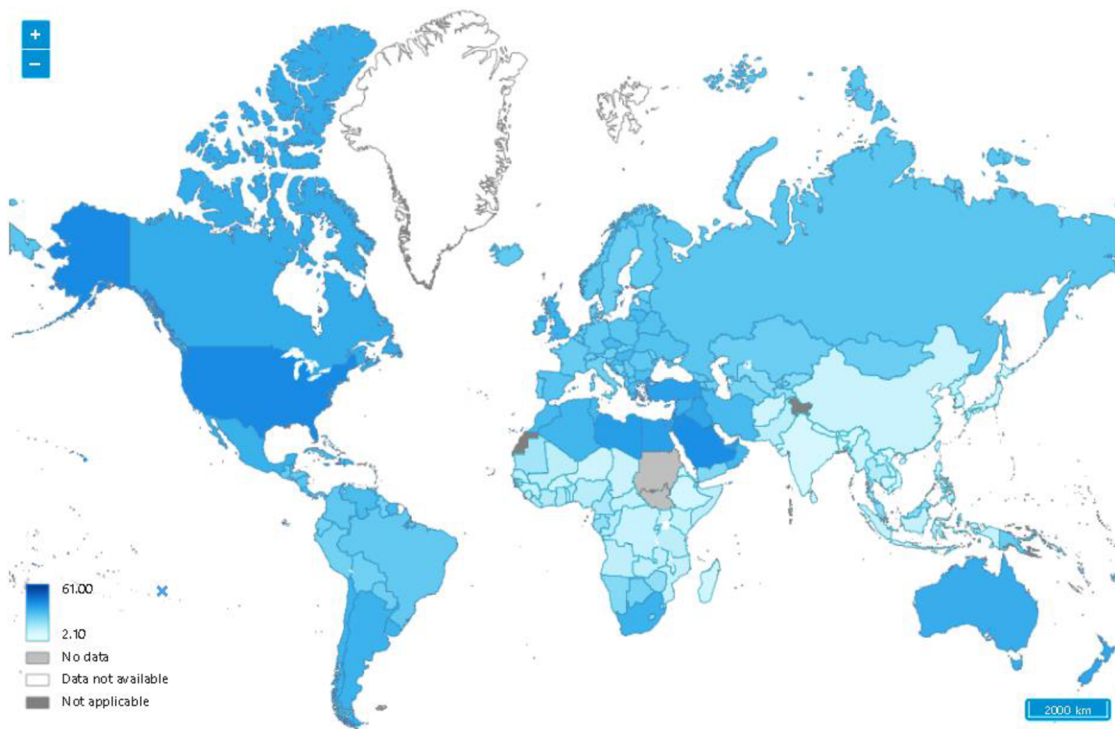 +
−
61.00
2.10
No data
Data not available
Not applicable
2000 km